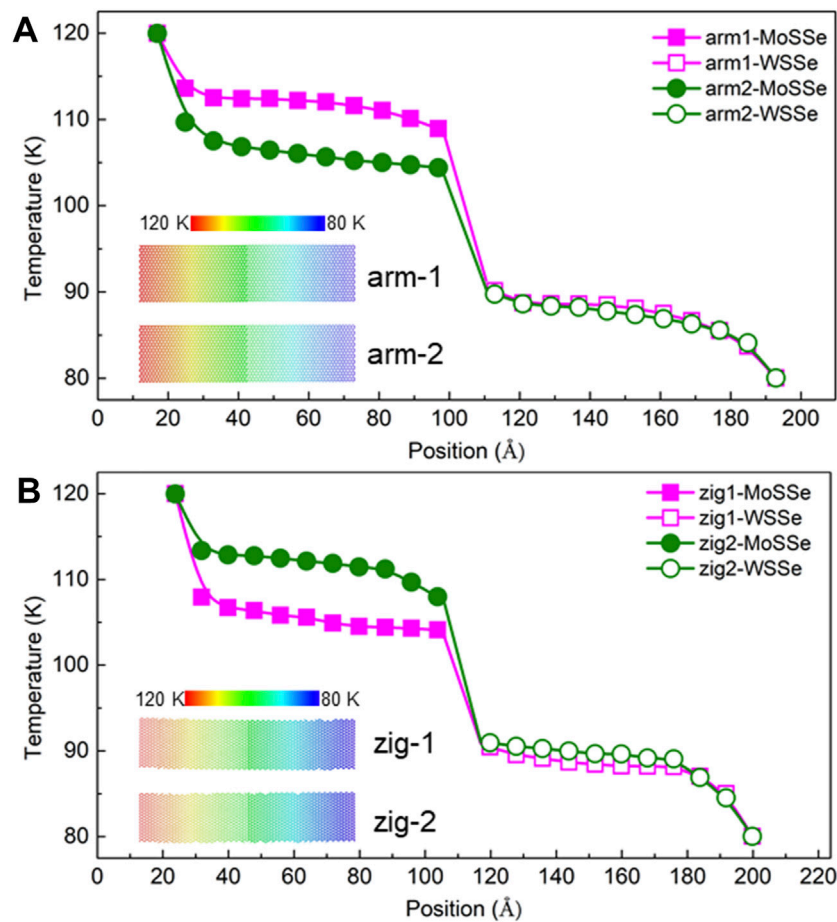 A
120
110
100
90
80
Temperature (K)
arm1-MoSSe
arm1-WSSe
arm2-MoSSe
arm2-WSSe
120 K 80 K
arm-1
arm-2
0 20 40 60 80 100 120 140 160 180 200
Position (Å)
B
120
110
100
90
80
Temperature (K)
zig1-MoSSe
zig1-WSSe
zig2-MoSSe
zig2-WSSe
120 K 80 K
zig-1
zig-2
0 20 40 60 80 100 120 140 160 180 200 220
Position (Å)